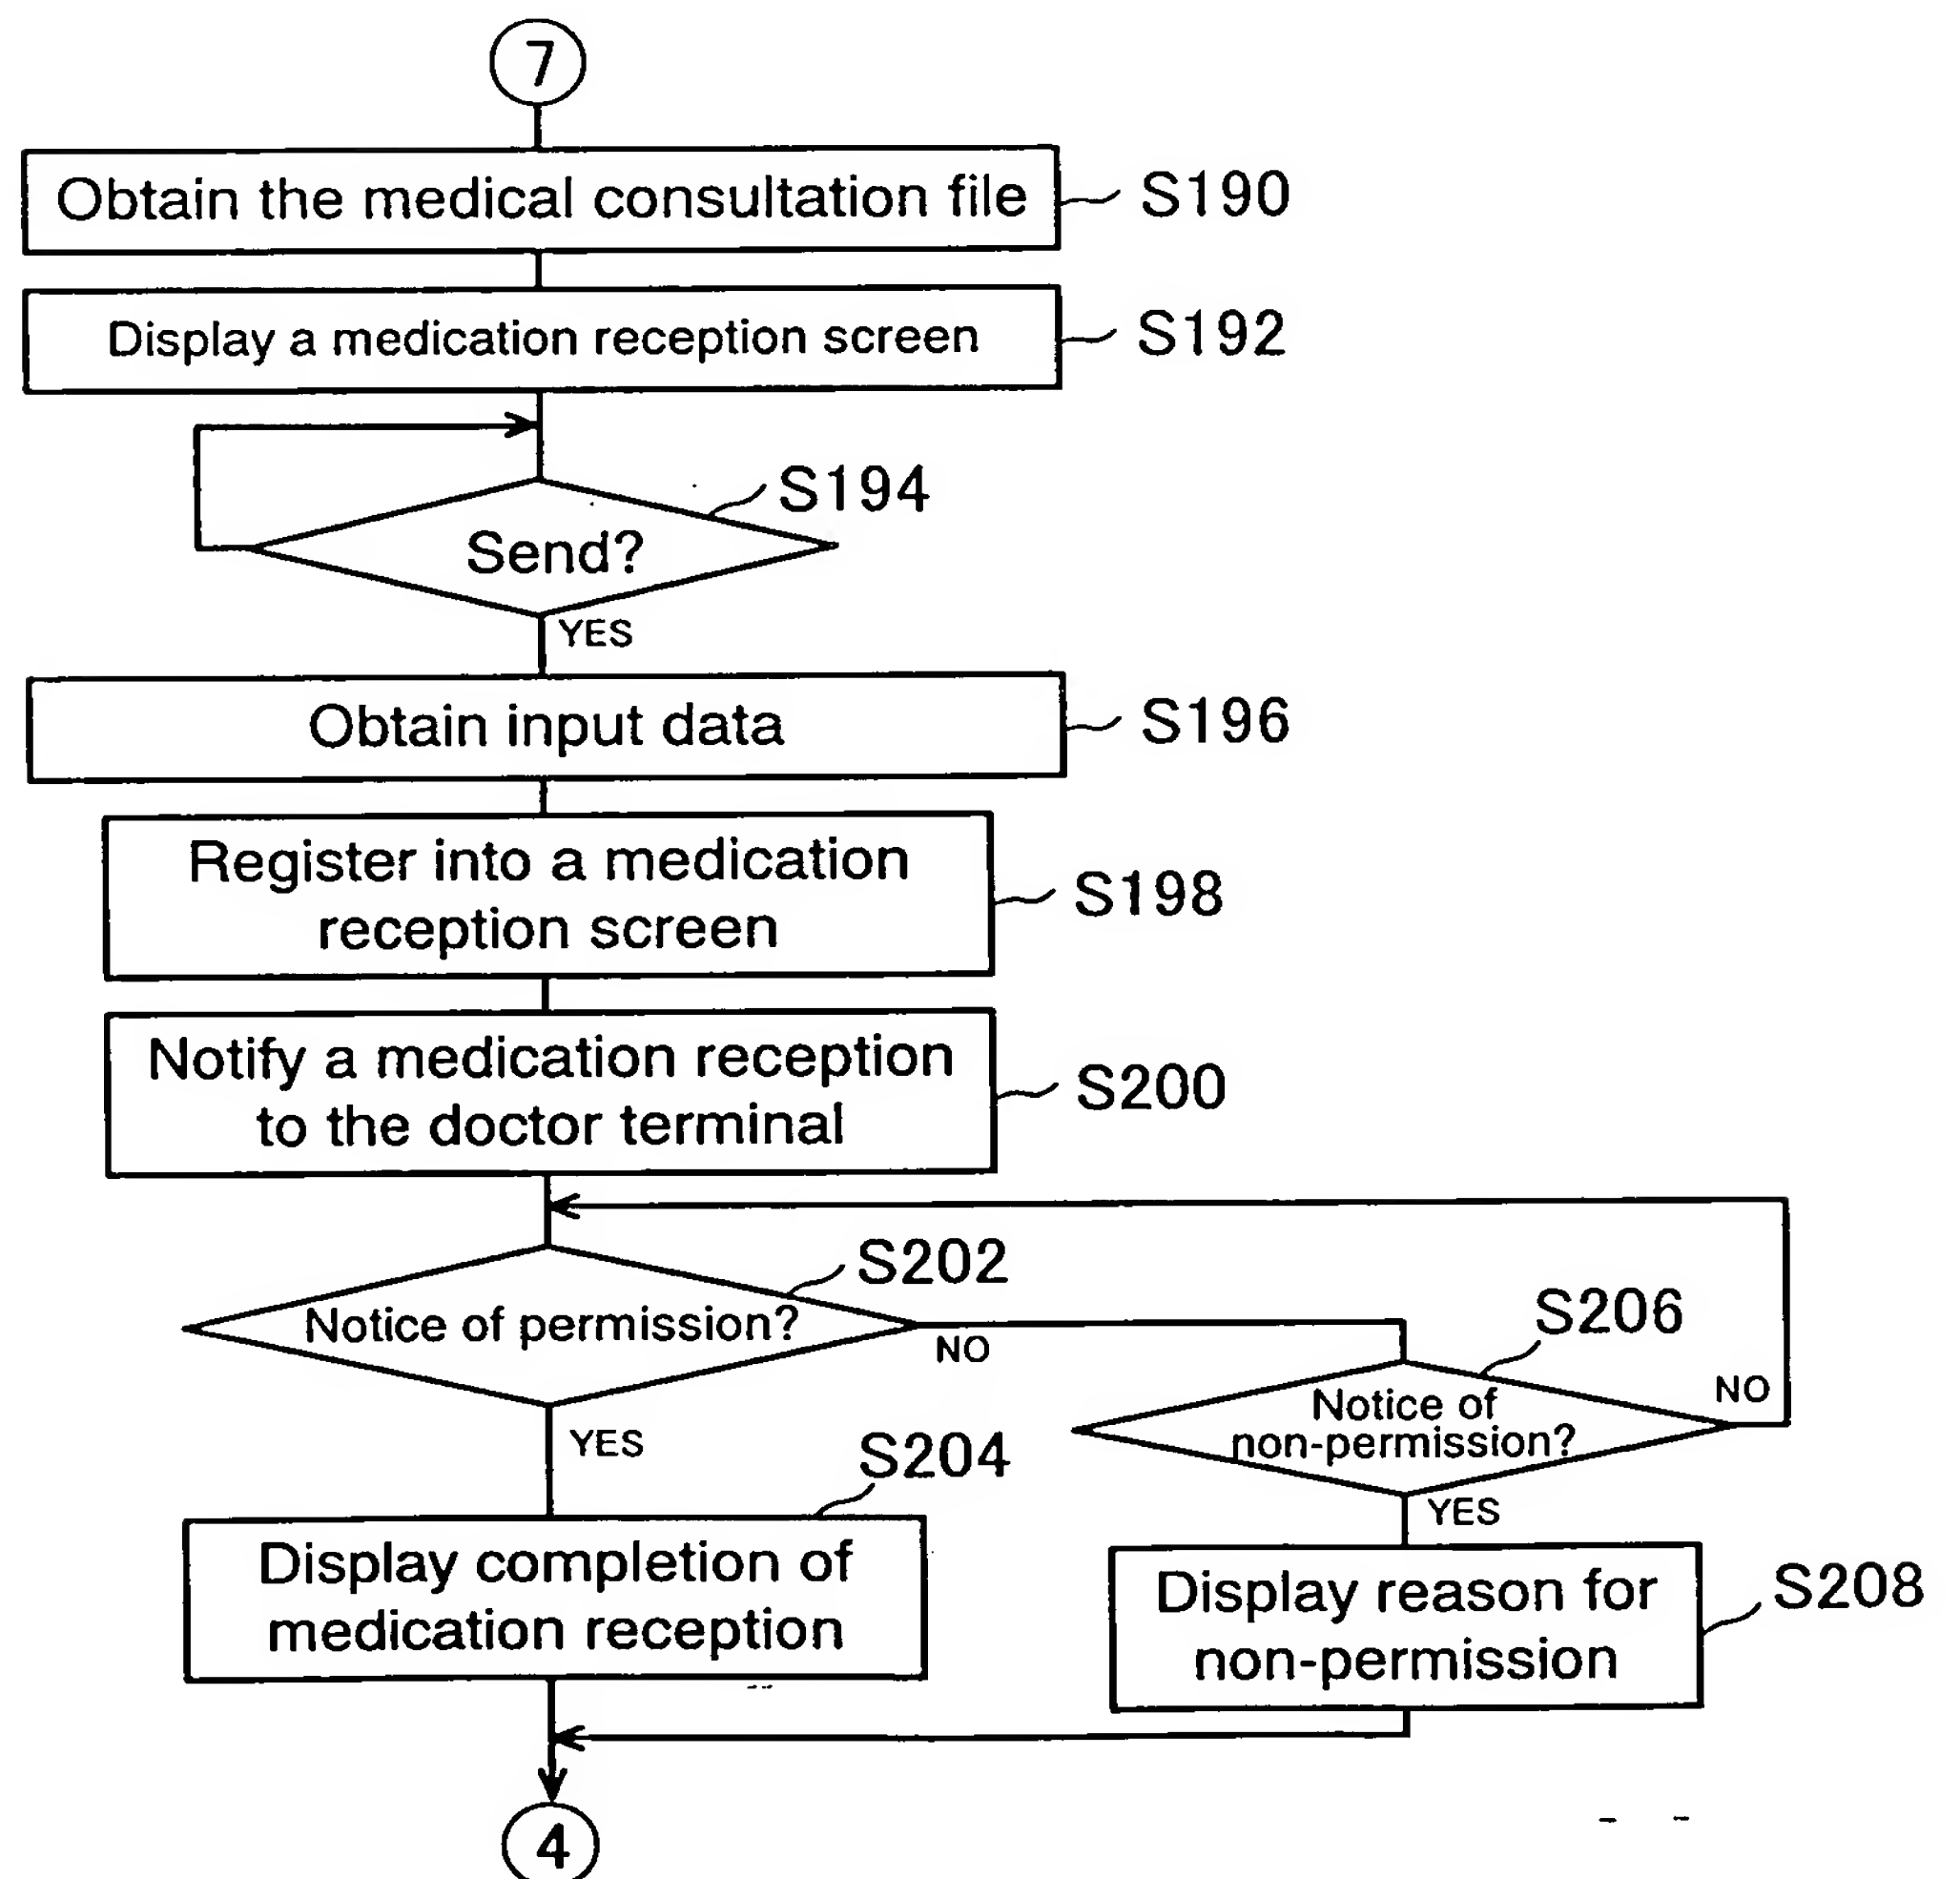 7
Obtain the medical consultation file
S190
Display a medication reception screen
S192
S194
Send?
YES
Obtain input data
S196
Register into a medication
reception screen
S198
Notify a medication reception
to the doctor terminal
S200
S202
Notice of permission?
NO
S206
Notice of
non-permission?
NO
YES
S204
YES
Display completion of
medication reception
Display reason for
non-permission
S208
4